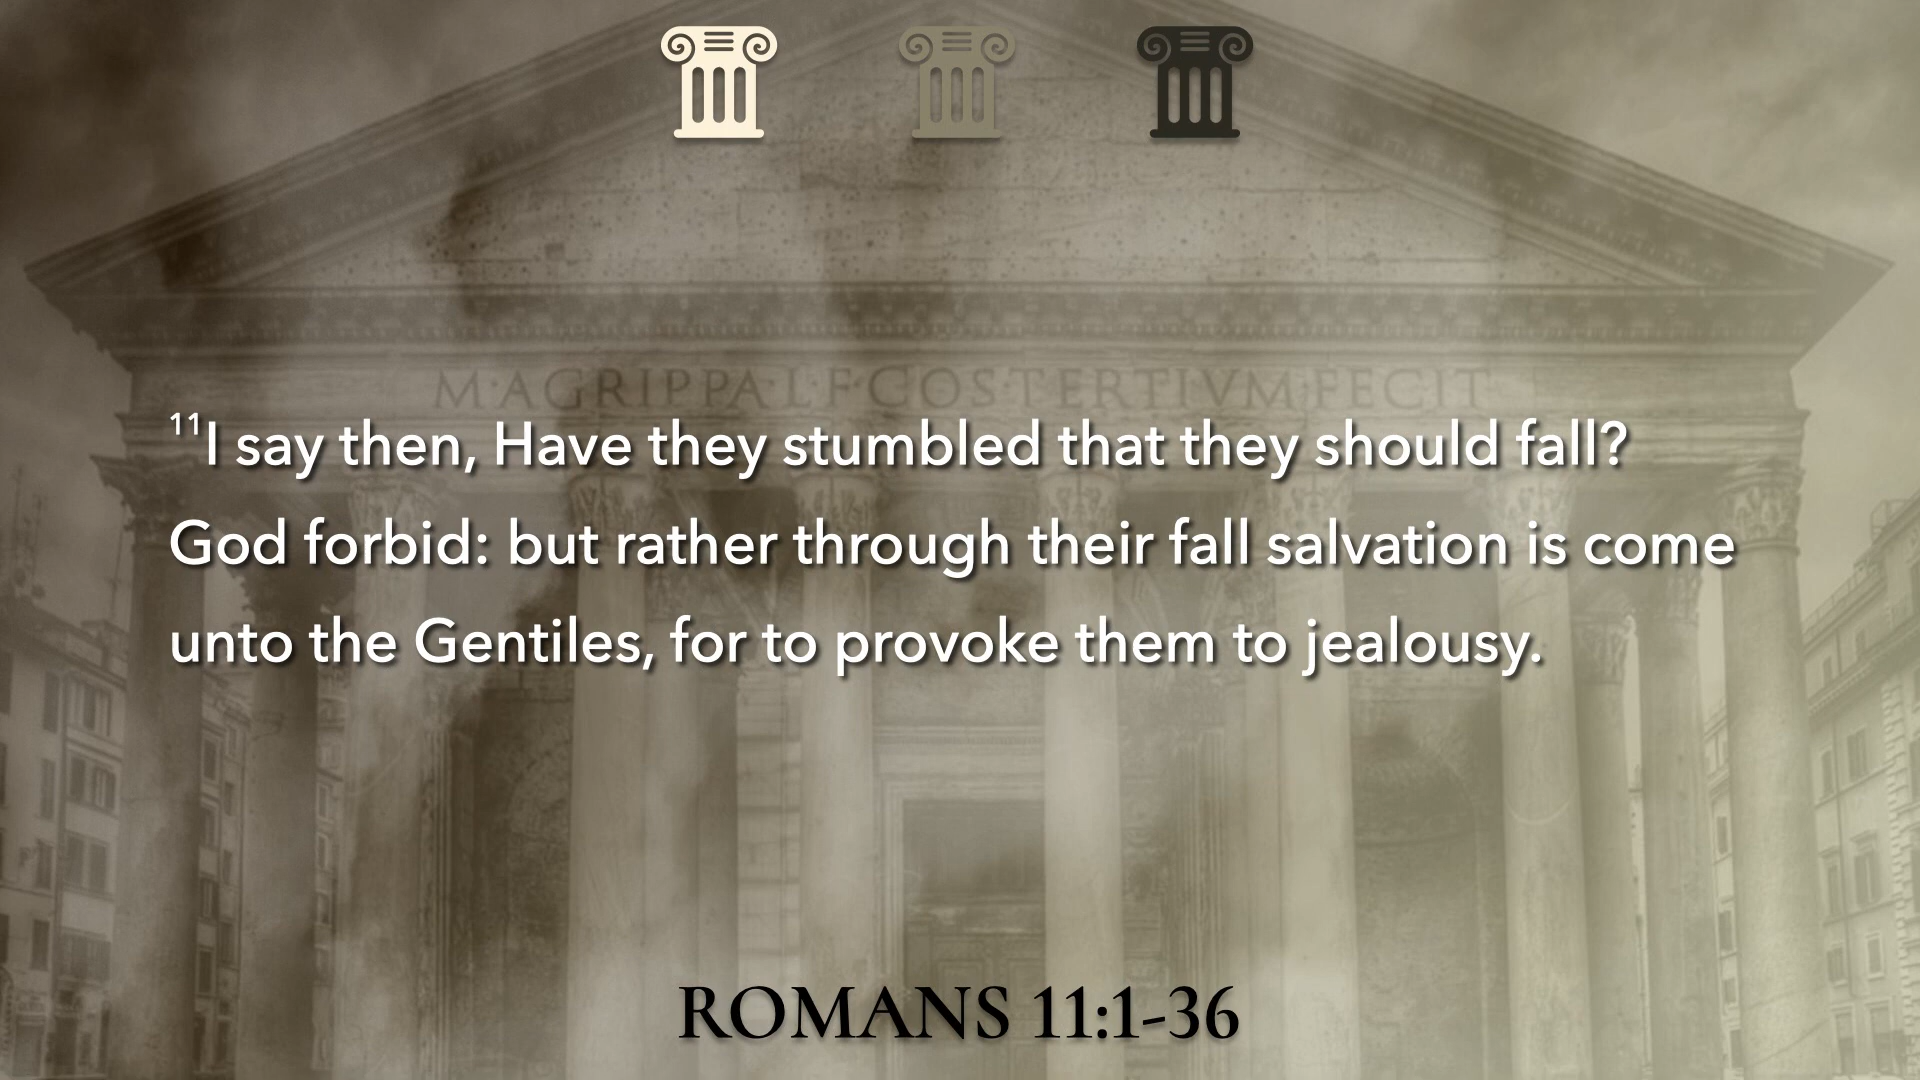 M·AGRIPPA·L·F·COS·TERTIVM·FECIT
¹¹I say then, Have they stumbled that they should fall?
God forbid: but rather through their fall salvation is come
unto the Gentiles, for to provoke them to jealousy.
ROMANS 11:1-36